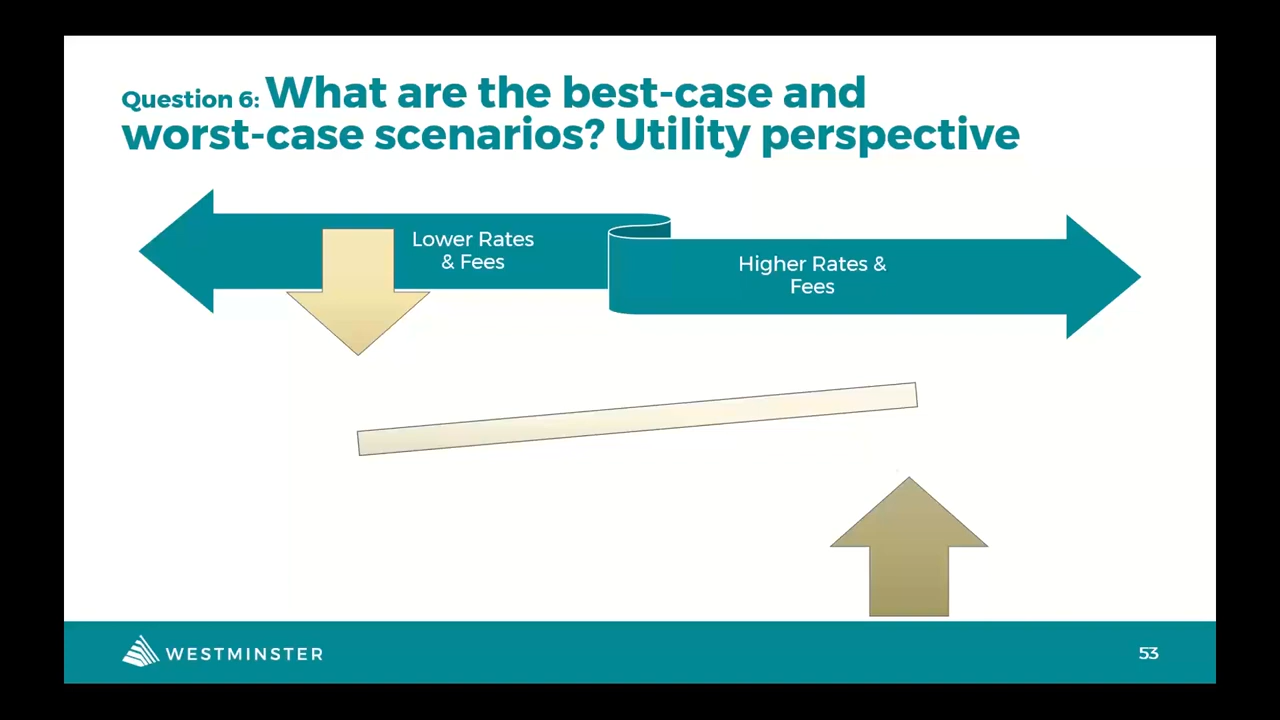 Question 6: What are the best-case and
worst-case scenarios? Utility perspective
Lower Rates
& Fees
Higher Rates &
Fees
WESTMINSTER
53